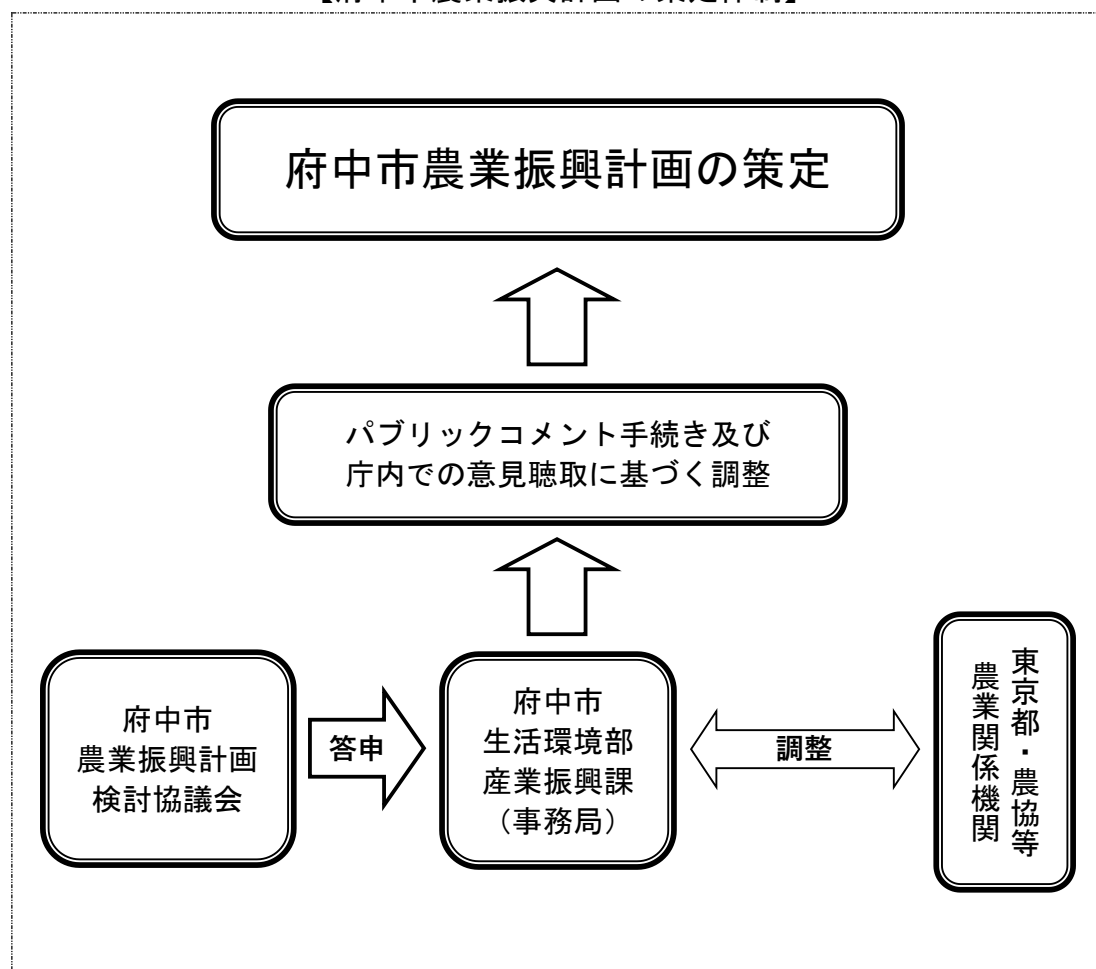 府中市農業振興計画の策定
パブリックコメント手続き及び
庁内での意見聴取に基づく調整
府中市
農業振興計画
検討協議会
答申
府中市
生活環境部
産業振興課
（事務局）
調整
東京都・農協等
農業関係機関